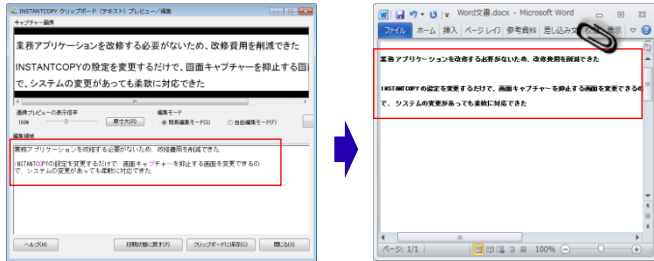 INSTANTCOPY クリップボード (テキスト) プレビュー/編集
キャプチャー画像
業務アプリケーションを改修する必要がないため、改修費用を削減できた
INSTANTCOPYの設定を変更するだけで、画面キャプチャーを抑止する画
で、システムの変更があっても柔軟に対応できた
画像プレビューの表示倍率
編集モード
100%
原寸大(R)
簡易編集モード(S)
自由編集モード(F)
編集領域
業務アプリケーションを改修する必要がないため、改修費用を削減できた
INSTANTCOPYの設定を変更するだけで、画面キャプチャーを抑止する画面を変更できるの
で、システムの変更があっても柔軟に対応できた
ヘルプ(H)
初期状態に戻す(P)
クリップボードに保存(C)
閉じる(X)
Word文書.docx - Microsoft Word
ファイル
ホーム
挿入
ページ レイ
参考資料
差し込み文
表示
業務アプリケーションを改修する必要がないため、改修費用を削減できた
INSTANTCOPYの設定を変更するだけで、画面キャプチャーを抑止する画面を変更できるの
で、システムの変更があっても柔軟に対応できた
ページ: 1/1
100%